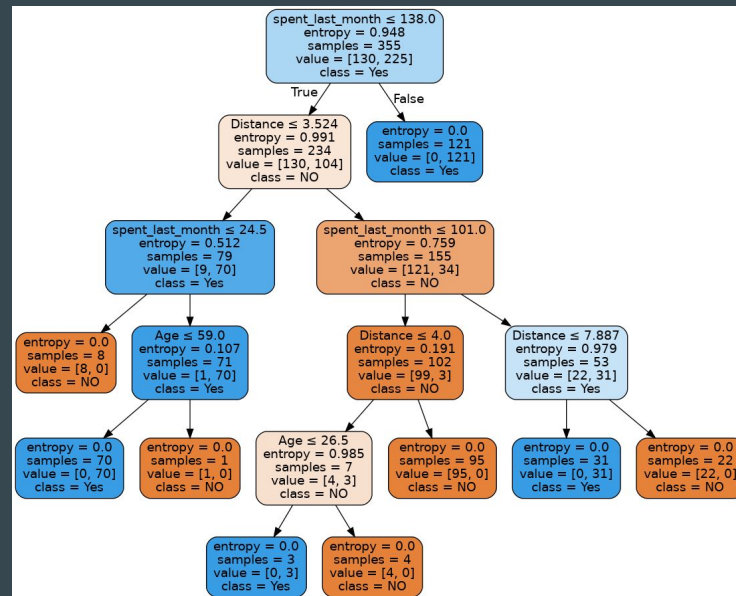 spent_last_month ≤ 138.0
entropy = 0.948
samples = 355
value = [130, 225]
class = Yes
True
False
Distance ≤ 3.524
entropy = 0.991
samples = 234
value = [130, 104]
class = NO
entropy = 0.0
samples = 121
value = [0, 121]
class = Yes
spent_last_month ≤ 24.5
entropy = 0.512
samples = 79
value = [9, 70]
class = Yes
spent_last_month ≤ 101.0
entropy = 0.759
samples = 155
value = [121, 34]
class = NO
entropy = 0.0
samples = 8
value = [8, 0]
class = NO
Age ≤ 59.0
entropy = 0.107
samples = 71
value = [1, 70]
class = Yes
Distance ≤ 4.0
entropy = 0.191
samples = 102
value = [99, 3]
class = NO
Distance ≤ 7.887
entropy = 0.979
samples = 53
value = [22, 31]
class = Yes
entropy = 0.0
samples = 70
value = [0, 70]
class = Yes
entropy = 0.0
samples = 1
value = [1, 0]
class = NO
Age ≤ 26.5
entropy = 0.985
samples = 7
value = [4, 3]
class = NO
entropy = 0.0
samples = 95
value = [95, 0]
class = NO
entropy = 0.0
samples = 31
value = [0, 31]
class = Yes
entropy = 0.0
samples = 22
value = [22, 0]
class = NO
entropy = 0.0
samples = 3
value = [0, 3]
class = Yes
entropy = 0.0
samples = 4
value = [4, 0]
class = NO